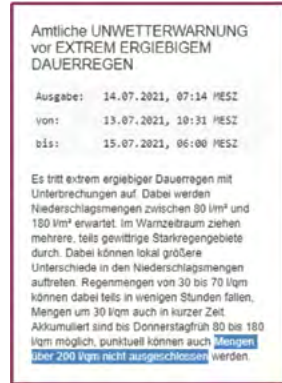 Amtliche UNWETTERWARNUNG
vor EXTREM ERGIEBIGEM
DAUERREGEN
Ausgabe: 14.07.2021, 07:14 MESZ
von: 13.07.2021, 10:31 MESZ
bis: 15.07.2021, 06:00 MESZ
Es tritt extrem ergiebiger Dauerregen mit
Unterbrechungen auf. Dabei werden
Niederschlagsmengen zwischen 80 l/m² und
180 l/m² erwartet. Im Warnzeitraum ziehen
mehrere, teils gewittrige Starkregengebiete
durch. Dabei können lokal größere
Unterschiede in den Niederschlagsmengen
auftreten. Regenmengen von 30 bis 70 l/qm
können dabei teils in wenigen Stunden fallen,
Mengen um 30 l/qm auch in kurzer Zeit.
Akkumuliert sind bis Donnerstagfrüh 80 bis 180
l/qm möglich, punktuell können auch Mengen
über 200 l/qm nicht ausgeschlossen werden.